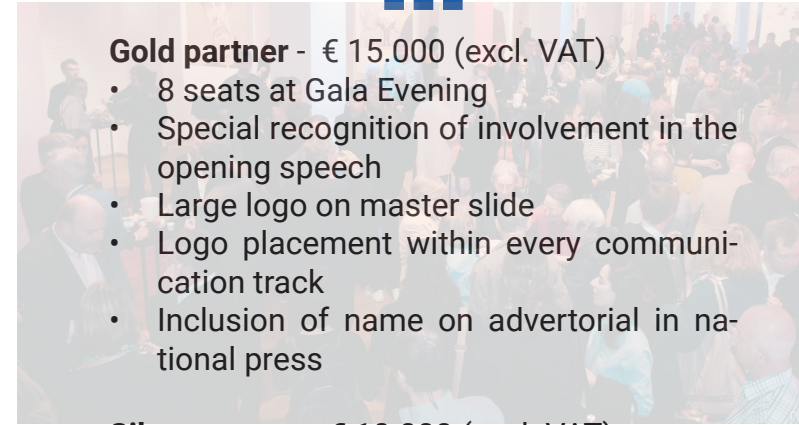 Gold partner - € 15.000 (excl. VAT)
• 8 seats at Gala Evening
• Special recognition of involvement in the
opening speech
• Large logo on master slide
• Logo placement within every communi-
cation track
• Inclusion of name on advertorial in na-
tional press